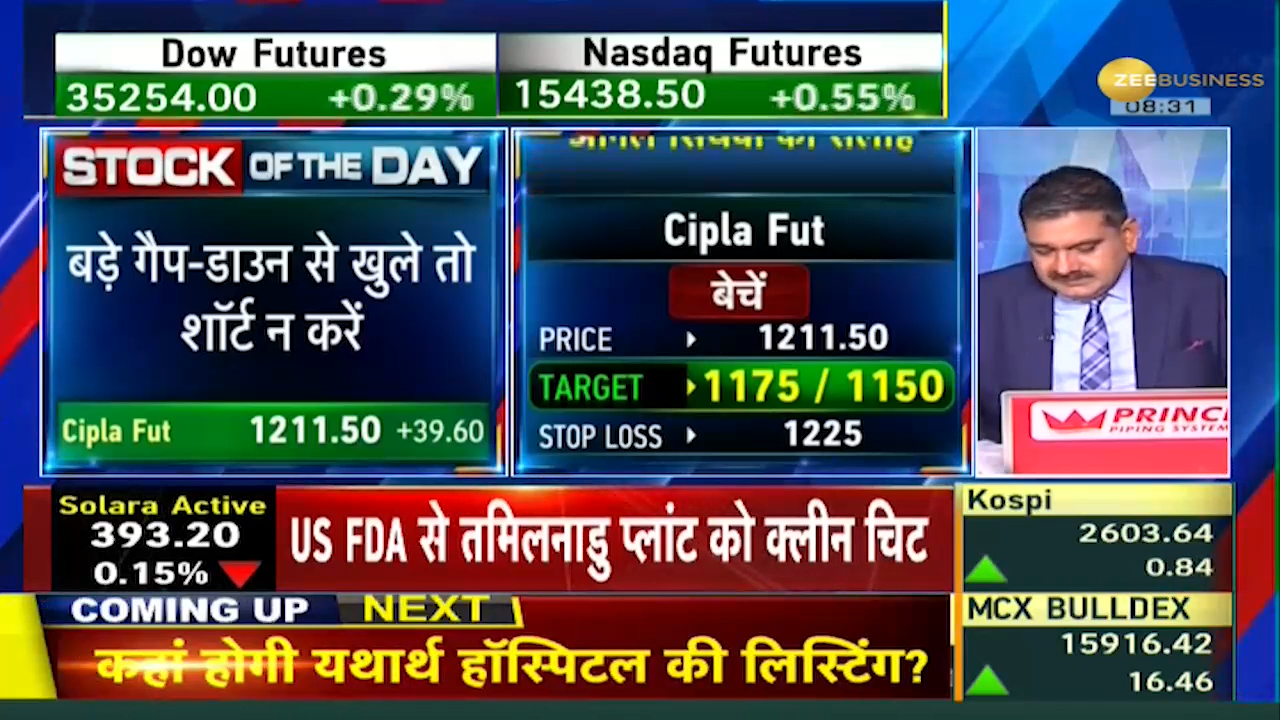 Dow Futures
35254.00 +0.29%
Nasdaq Futures
15438.50 +0.55%
ZEEBUSINESS
08:31
STOCK OF THE DAY
बड़े गैप-डाउन से खुले तो
शॉर्ट न करें
Cipla Fut 1211.50 +39.60
Cipla Fut
बेचें
PRICE 1211.50
TARGET 1175 / 1150
STOP LOSS 1225
PRINC
PIPING SYSTEM
Solara Active
393.20
0.15%
US FDA से तमिलनाडु प्लांट को क्लीन चिट
Kospi
2603.64
0.84
MCX BULLDEX
15916.42
16.46
COMING UP NEXT
कहां होगी यथार्थ हॉस्पिटल की लिस्टिंग?